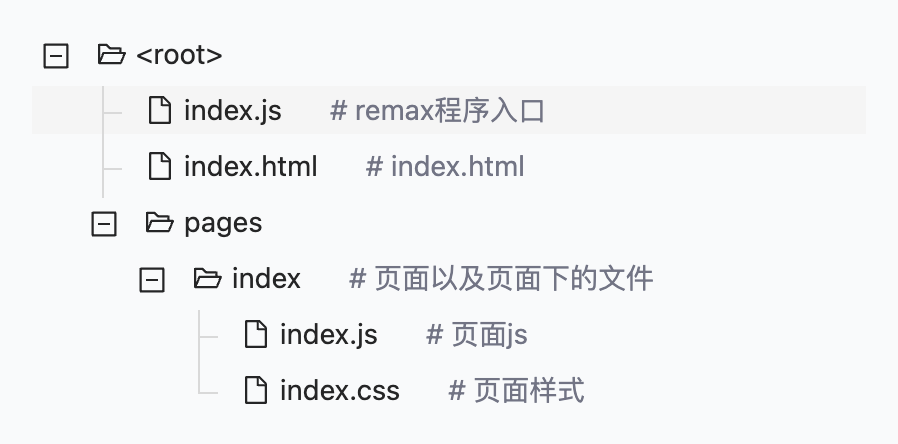 <root>
index.js # remax程序入口
index.html # index.html
pages
index # 页面以及页面下的文件
index.js # 页面js
index.css # 页面样式